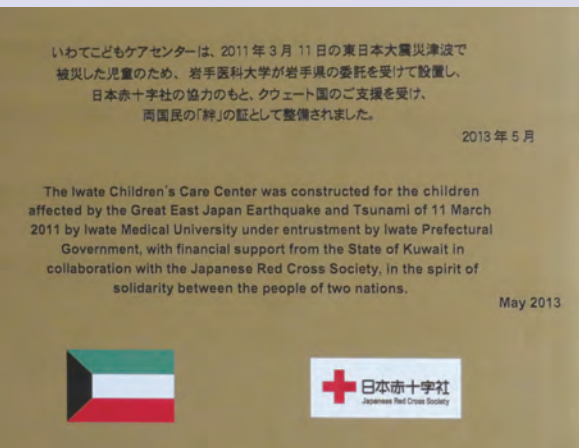 いわてこどもケアセンターは、2011年3月11日の東日本大震災津波で
被災した児童のため、岩手医科大学が岩手県の委託を受けて設置し、
日本赤十字社の協力のもと、クウェート国のご支援を受け、
両国民の「絆」の証として整備されました。
2013年5月
The Iwate Children's Care Center was constructed for the children
affected by the Great East Japan Earthquake and Tsunami of 11 March
2011 by Iwate Medical University under entrustment by Iwate Prefectural
Government, with financial support from the State of Kuwait in
collaboration with the Japanese Red Cross Society, in the spirit of
solidarity between the people of two nations.
May 2013
日本赤十字社
Japanese Red Cross Society